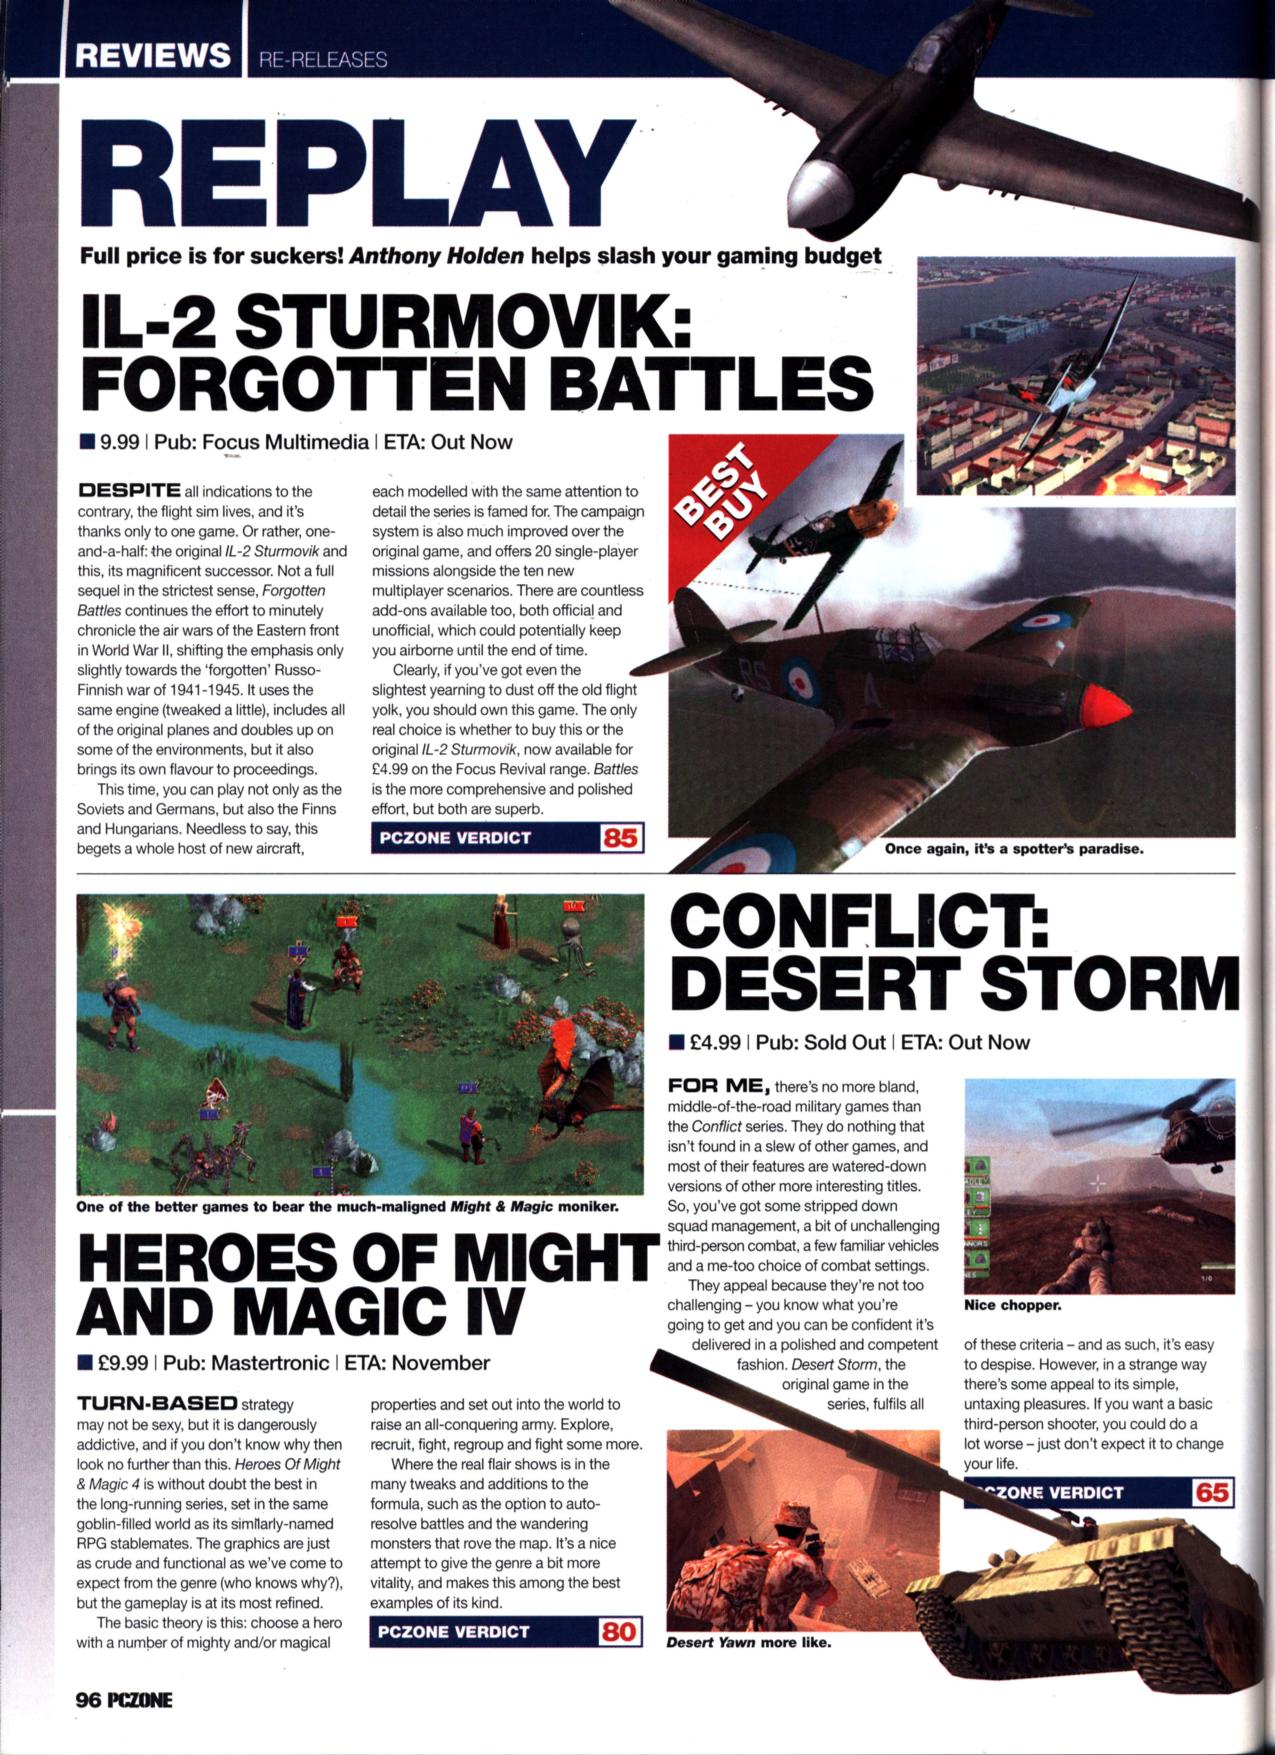 REVIEWS
RE-RELEASES
REPLAY
Full price is for suckers! Anthony Holden helps slash your gaming budget
IL-2 STURMOVIK:
FORGOTTEN BATTLES
■ 9.99 | Pub: Focus Multimedia | ETA: Out Now
DESPITE all indications to the
contrary, the flight sim lives, and it's
thanks only to one game. Or rather, one-
and-a-half: the original IL-2 Sturmovik and
this, its magnificent successor. Not a full
sequel in the strictest sense, Forgotten
Battles continues the effort to minutely
chronicle the air wars of the Eastern front
in World War II, shifting the emphasis only
slightly towards the 'forgotten' Russo-
Finnish war of 1941-1945. It uses the
same engine (tweaked a little), includes all
of the original planes and doubles up on
some of the environments, but it also
brings its own flavour to proceedings.
This time, you can play not only as the
Soviets and Germans, but also the Finns
and Hungarians. Needless to say, this
begets a whole host of new aircraft,
each modelled with the same attention to
detail the series is famed for. The campaign
system is also much improved over the
original game, and offers 20 single-player
missions alongside the ten new
multiplayer scenarios. There are countless
add-ons available too, both official and
unofficial, which could potentially keep
you airborne until the end of time.
Clearly, if you've got even the
slightest yearning to dust off the old flight
yolk, you should own this game. The only
real choice is whether to buy this or the
original IL-2 Sturmovik, now available for
£4.99 on the Focus Revival range. Battles
is the more comprehensive and polished
effort, but both are superb.
PCZONE VERDICT 85
BEST
BUY
RS
A
Once again, it's a spotter's paradise.
One of the better games to bear the much-maligned Might & Magic moniker.
HEROES OF MIGHT
AND MAGIC IV
■ £9.99 | Pub: Mastertronic | ETA: November
TURN-BASED strategy
may not be sexy, but it is dangerously
addictive, and if you don't know why then
look no further than this. Heroes Of Might
& Magic 4 is without doubt the best in
the long-running series, set in the same
goblin-filled world as its similarly-named
RPG stablemates. The graphics are just
as crude and functional as we've come to
expect from the genre (who knows why?),
but the gameplay is at its most refined.
The basic theory is this: choose a hero
with a number of mighty and/or magical
properties and set out into the world to
raise an all-conquering army. Explore,
recruit, fight, regroup and fight some more.
Where the real flair shows is in the
many tweaks and additions to the
formula, such as the option to auto-
resolve battles and the wandering
monsters that rove the map. It's a nice
attempt to give the genre a bit more
vitality, and makes this among the best
examples of its kind.
PCZONE VERDICT 80
CONFLICT:
DESERT STORM
■ £4.99 | Pub: Sold Out | ETA: Out Now
FOR ME, there's no more bland,
middle-of-the-road military games than
the Conflict series. They do nothing that
isn't found in a slew of other games, and
most of their features are watered-down
versions of other more interesting titles.
So, you've got some stripped down
squad management, a bit of unchallenging
third-person combat, a few familiar vehicles
and a me-too choice of combat settings.
They appeal because they're not too
challenging – you know what you're
going to get and you can be confident it's
delivered in a polished and competent
fashion. Desert Storm, the
original game in the
series, fulfils all
Nice chopper.
of these criteria – and as such, it's easy
to despise. However, in a strange way
there's some appeal to its simple,
untaxing pleasures. If you want a basic
third-person shooter, you could do a
lot worse – just don't expect it to change
your life.
PCZONE VERDICT 65
Desert Yawn more like.
96 PCZONE